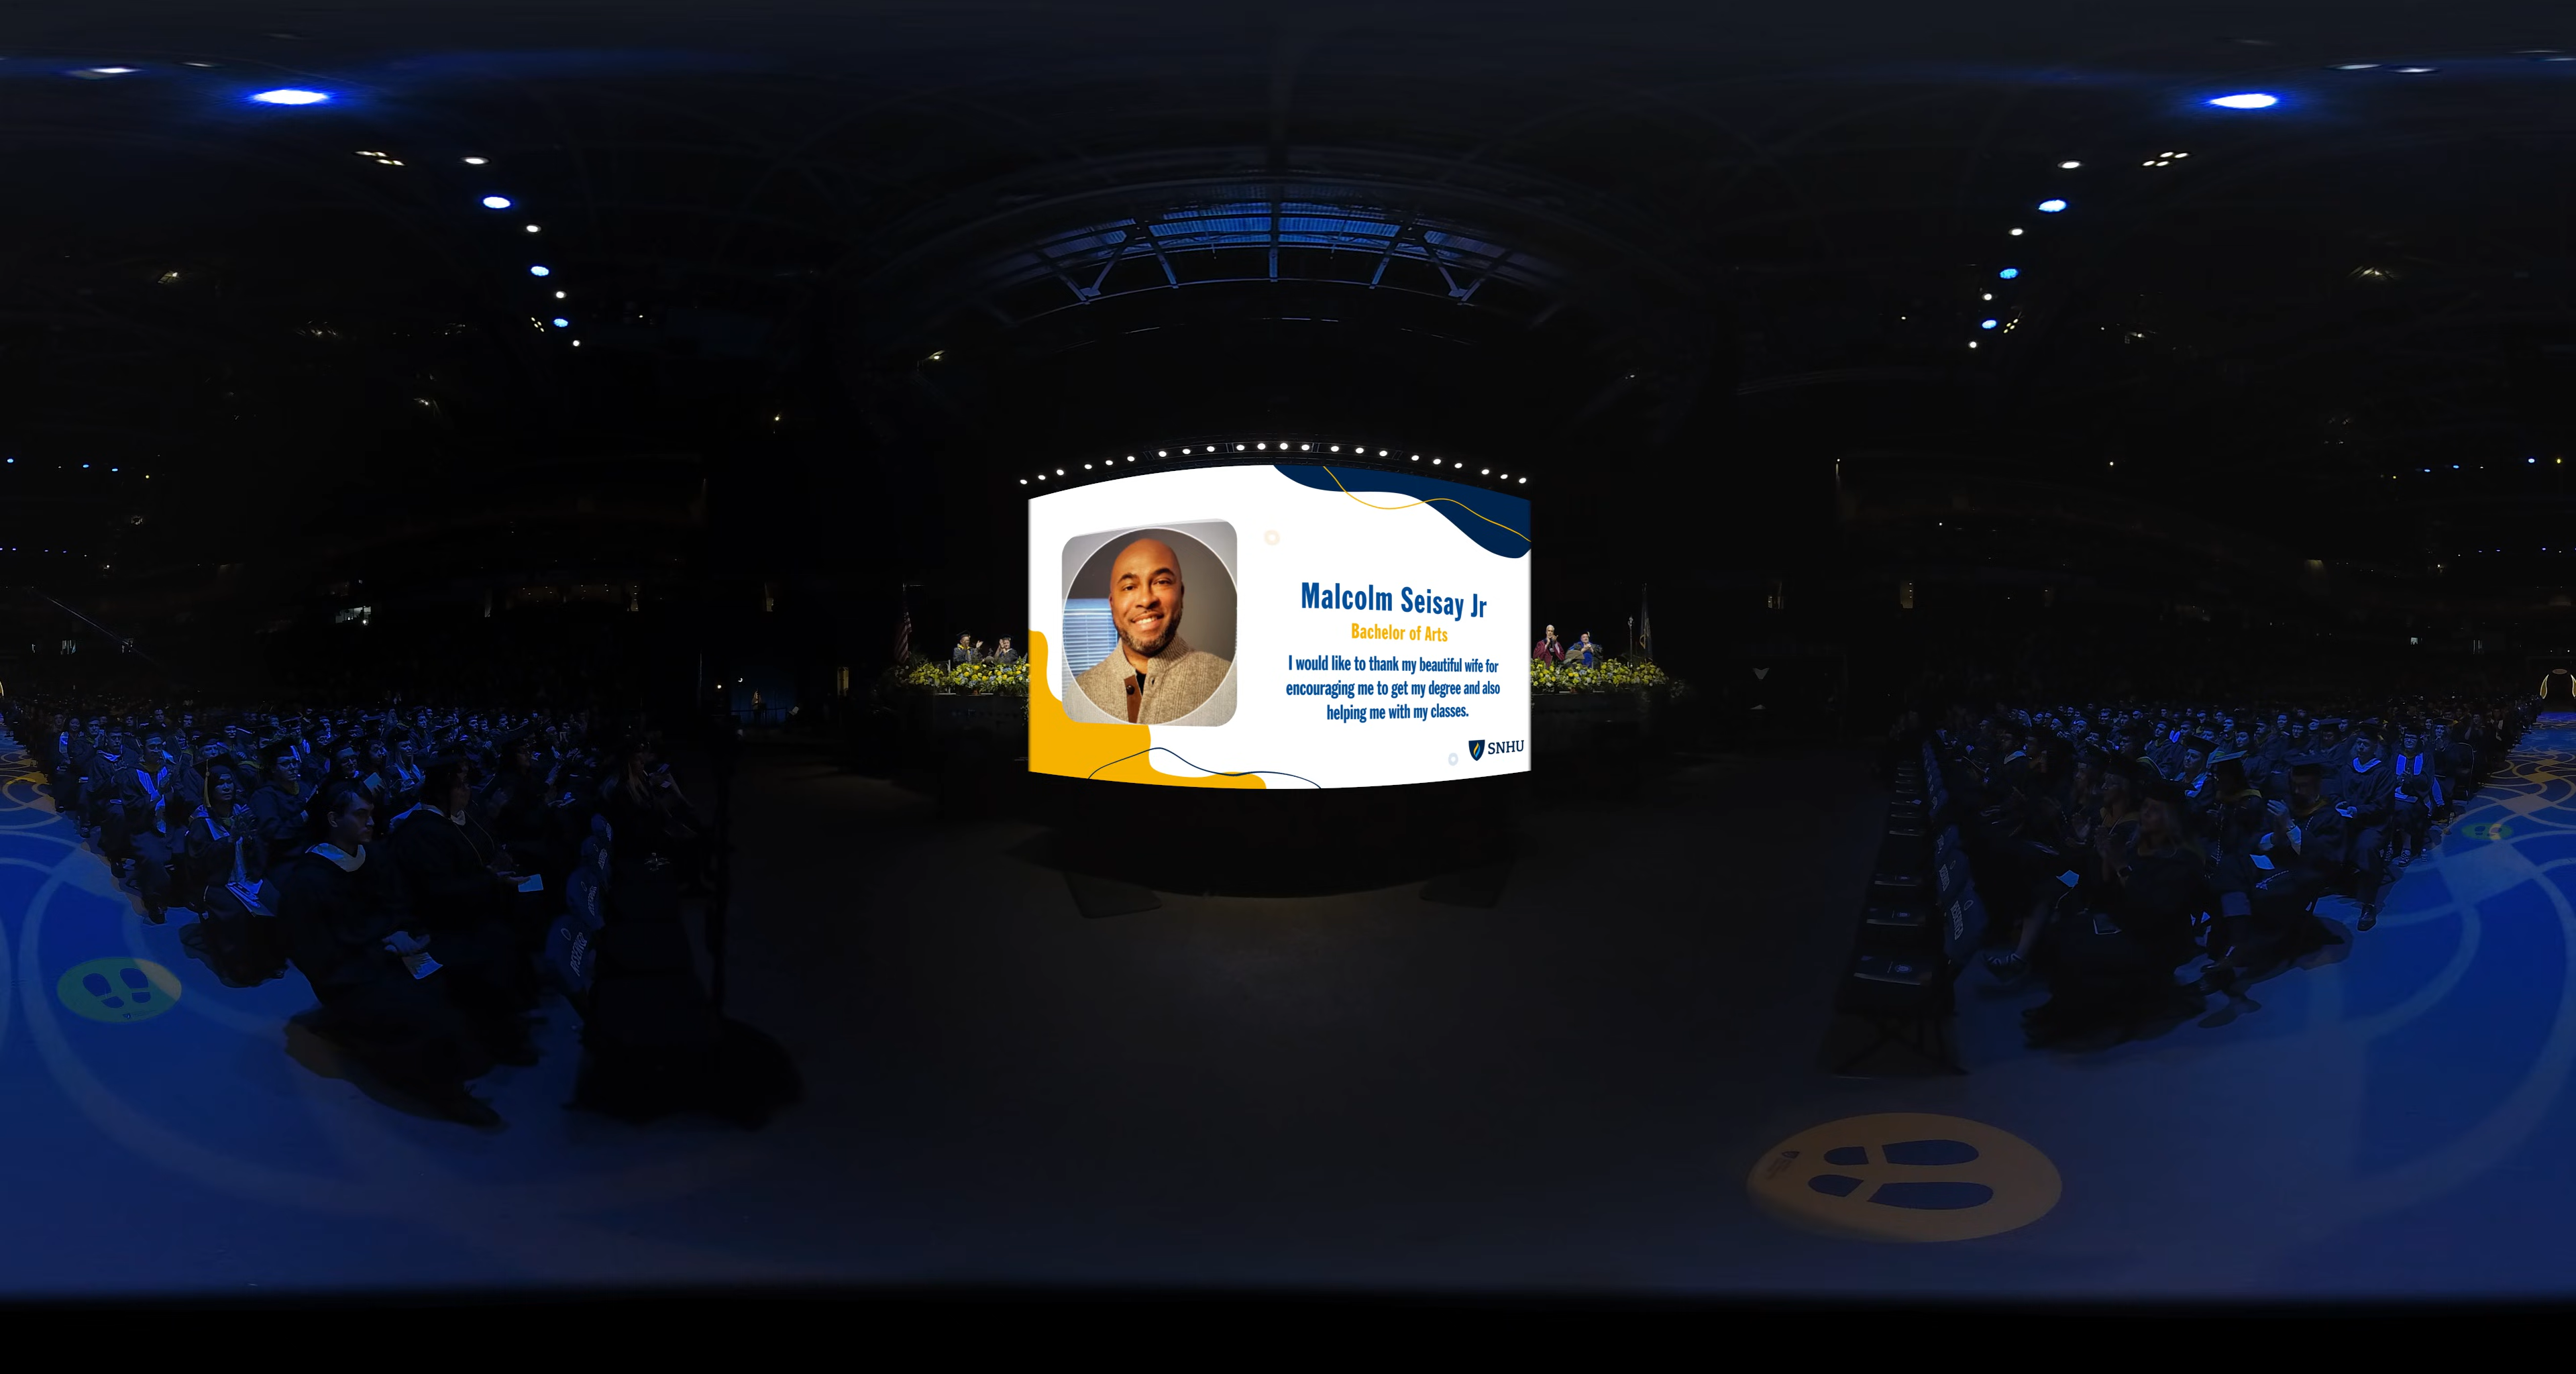 Malcolm Seisay Jr
Bachelor of Arts
I would like to thank my beautiful wife for
encouraging me to get my degree and also
helping me with my classes.
SNHU